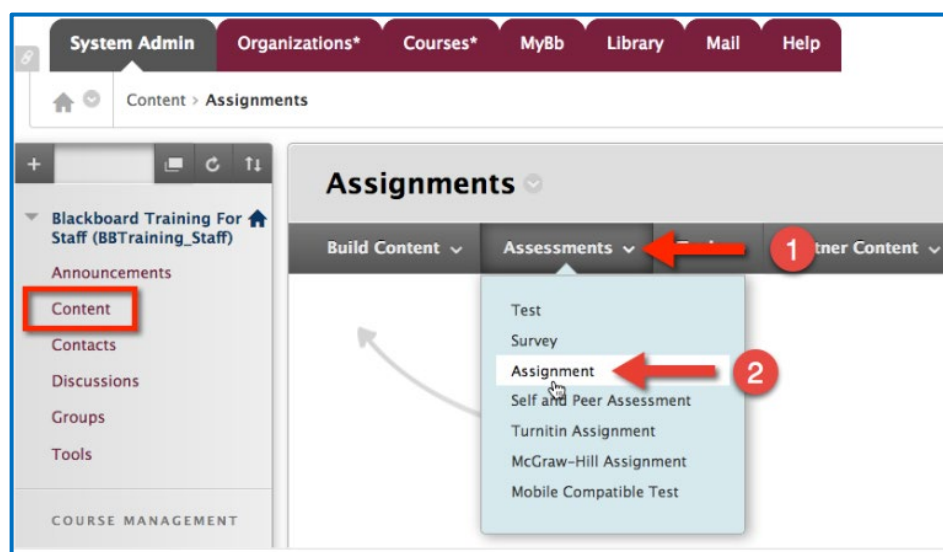 System Admin Organizations* Courses* MyBb Library Mail Help
Content > Assignments
Blackboard Training For
Staff (BBTraining_Staff)
Announcements
Content
Contacts
Discussions
Groups
Tools
COURSE MANAGEMENT
Assignments
Build Content Assessments 1 Content
Test
Survey
Assignment 2
Self and Peer Assessment
Turnitin Assignment
McGraw-Hill Assignment
Mobile Compatible Test